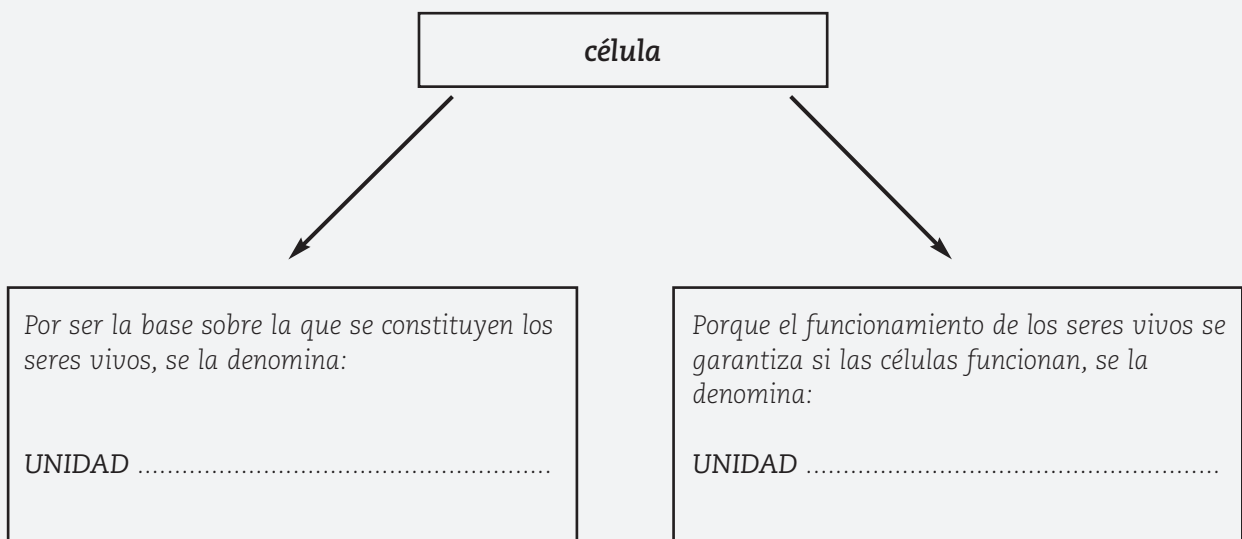 célula
Por ser la base sobre la que se constituyen los
seres vivos, se la denomina:
UNIDAD ........................................................
Porque el funcionamiento de los seres vivos se
garantiza si las células funcionan, se la
denomina:
UNIDAD ........................................................